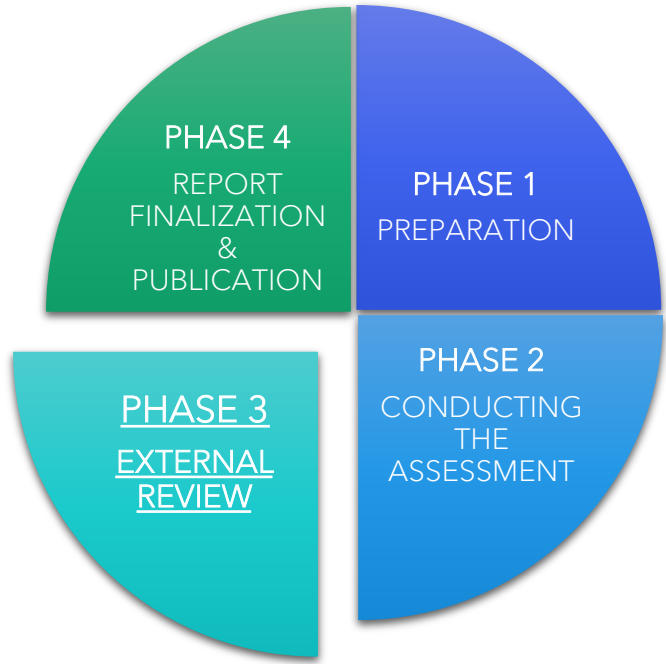 PHASE 4
REPORT
FINALIZATION
&
PUBLICATION
PHASE 1
PREPARATION
PHASE 2
CONDUCTING
THE
ASSESSMENT
PHASE 3
EXTERNAL
REVIEW